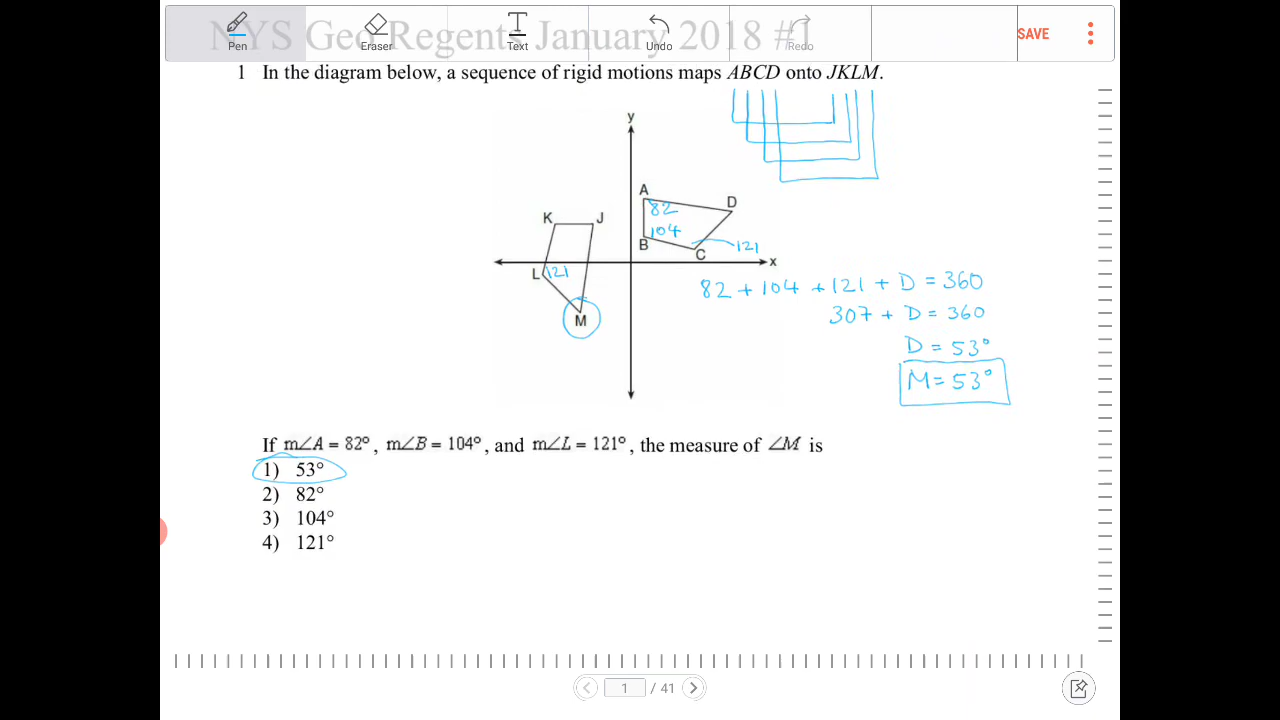 NYS Geo Regents January 2018 #1
Pen Eraser Text Undo Redo SAVE
1 In the diagram below, a sequence of rigid motions maps ABCD onto JKLM.
y
A
D
82
K J
104
B
C
121
x
L 121
M
82 + 104 + 121 + D = 360
307 + D = 360
D = 53°
M = 53°
If m∠A = 82°, m∠B = 104°, and m∠L = 121°, the measure of ∠M is
1) 53°
2) 82°
3) 104°
4) 121°
1 / 41